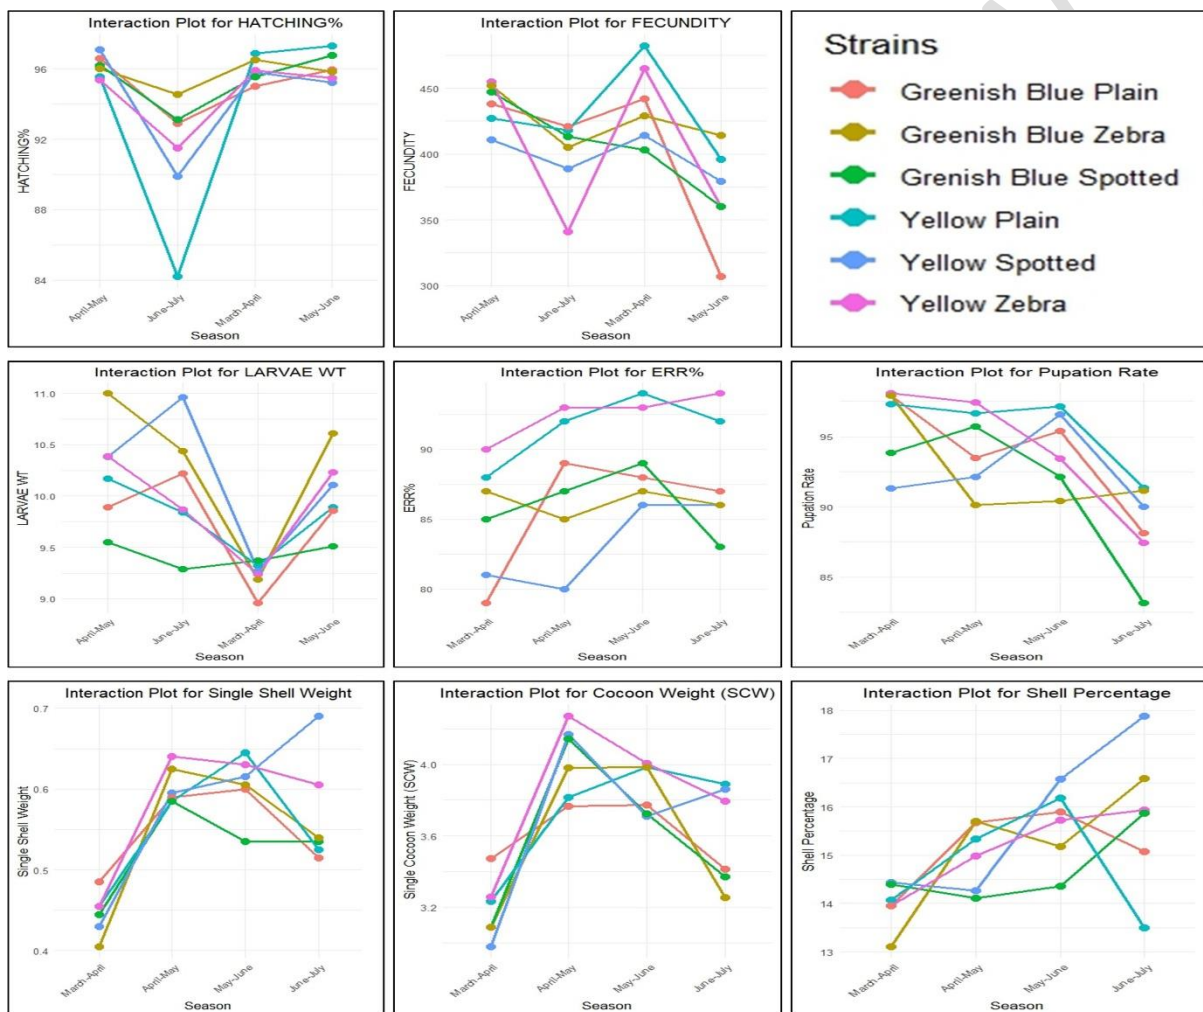 Interaction Plot for HATCHING%
HATCHING%
96
92
88
84
April-May
June-July
March-April
May-June
Season
Interaction Plot for FECUNDITY
FECUNDITY
450
400
350
300
April-May
June-July
March-April
May-June
Season
Strains
Greenish Blue Plain
Greenish Blue Zebra
Grenish Blue Spotted
Yellow Plain
Yellow Spotted
Yellow Zebra
Interaction Plot for LARVAE WT
LARVAE WT
11.0
10.5
10.0
9.5
9.0
April-May
June-July
March-April
May-June
Season
Interaction Plot for ERR%
ERR%
90
85
80
March-April
April-May
May-June
June-July
Season
Interaction Plot for Pupation Rate
Pupation Rate
95
90
85
March-April
April-May
May-June
June-July
Season
Interaction Plot for Single Shell Weight
Single Shell Weight
0.7
0.6
0.5
0.4
March-April
April-May
May-June
June-July
Season
Interaction Plot for Cocoon Weight (SCW)
Single Cocoon Weight (SCW)
4.0
3.6
3.2
March-April
April-May
May-June
June-July
Season
Interaction Plot for Shell Percentage
Shell Percentage
18
17
16
15
14
13
March-April
April-May
May-June
June-July
Season